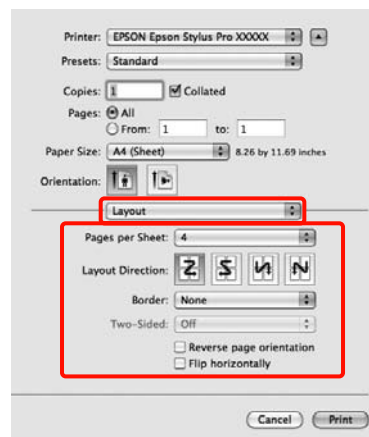 Printer: EPSON Epson Stylus Pro XXXXX
Presets: Standard
Copies: 1 Collated
Pages: All
From: 1 to: 1
Paper Size: A4 (Sheet) 8.26 by 11.69 inches
Orientation:
Layout
Pages per Sheet: 4
Layout Direction:
Border: None
Two-Sided: Off
Reverse page orientation
Flip horizontally
Cancel Print